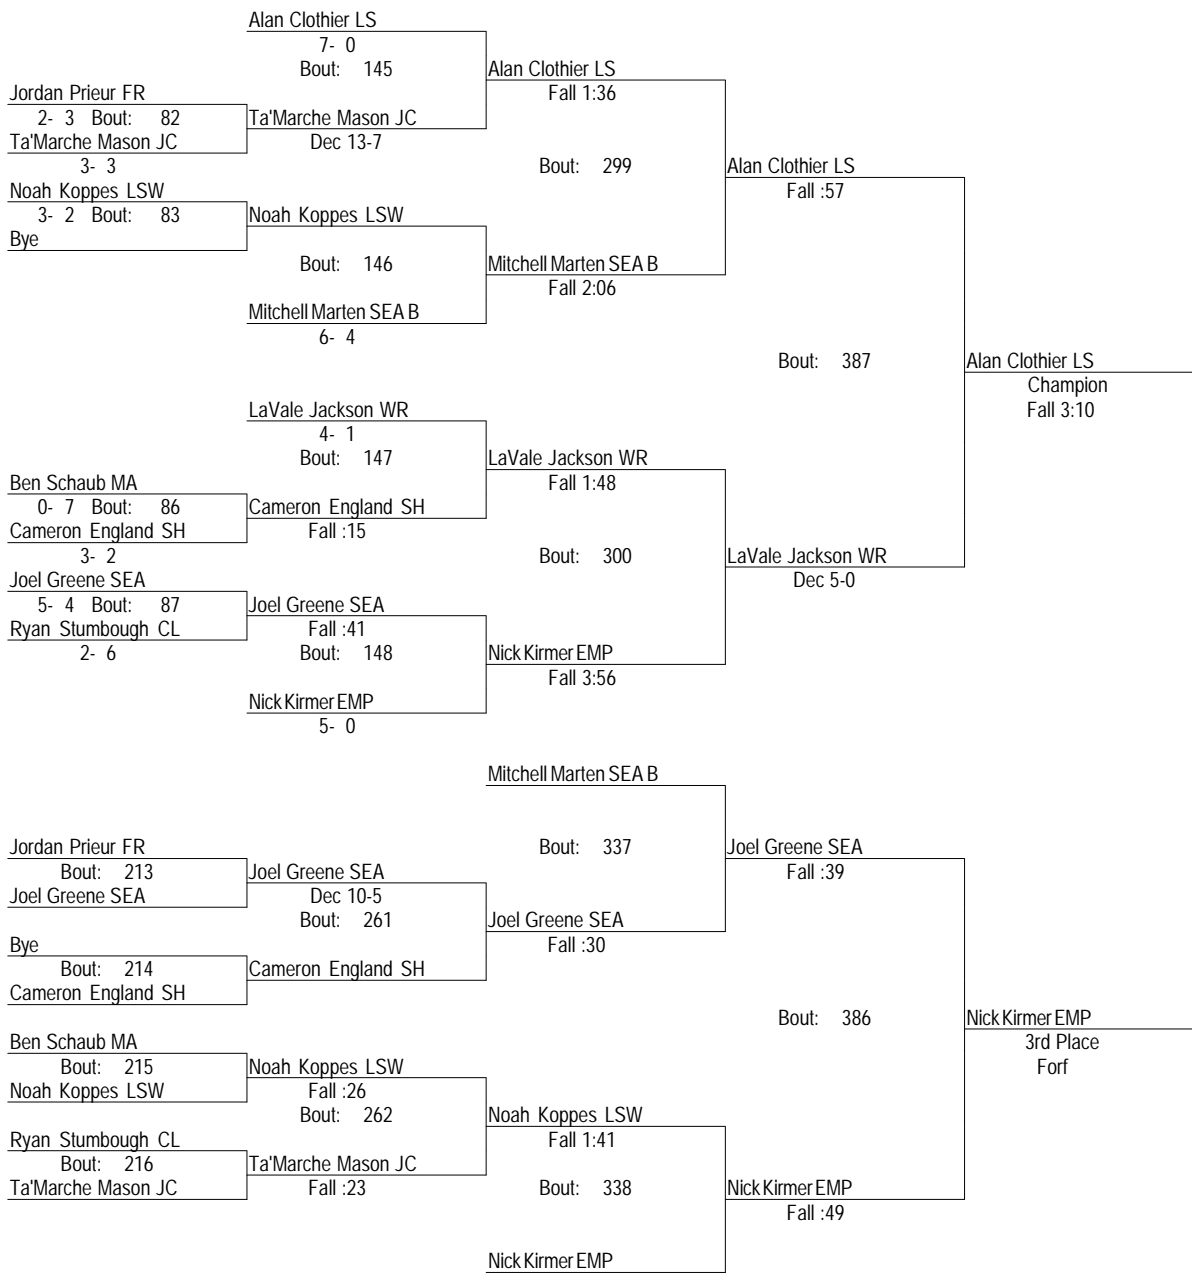 Alan Clothier LS
7- 0
Bout: 145 Alan Clothier LS
Jordan Prieur FR Fall 1:36
2- 3 Bout: 82 Ta'Marche Mason JC
Ta'Marche Mason JC Dec 13-7
3- 3 Bout: 299 Alan Clothier LS
Noah Koppes LSW Fall :57
3- 2 Bout: 83 Noah Koppes LSW
Bye
Bout: 146 Mitchell Marten SEA B
Fall 2:06
Mitchell Marten SEA B
6- 4
Bout: 387 Alan Clothier LS
Champion
LaVale Jackson WR Fall 3:10
4- 1
Bout: 147 LaVale Jackson WR
Ben Schaub MA Fall 1:48
0- 7 Bout: 86 Cameron England SH
Cameron England SH Fall :15
3- 2 Bout: 300 LaVale Jackson WR
Joel Greene SEA Dec 5-0
5- 4 Bout: 87 Joel Greene SEA
Ryan Stumbough CL Fall :41
2- 6 Bout: 148 Nick Kirmer EMP
Fall 3:56
Nick Kirmer EMP
5- 0
Mitchell Marten SEA B
Jordan Prieur FR Bout: 337 Joel Greene SEA
Bout: 213 Joel Greene SEA Fall :39
Joel Greene SEA Dec 10-5
Bout: 261 Joel Greene SEA
Bye Fall :30
Bout: 214 Cameron England SH
Cameron England SH
Bout: 386 Nick Kirmer EMP
Ben Schaub MA 3rd Place
Bout: 215 Noah Koppes LSW Forf
Noah Koppes LSW Fall :26
Bout: 262 Noah Koppes LSW
Ryan Stumbough CL Fall 1:41
Bout: 216 Ta'Marche Mason JC
Ta'Marche Mason JC Fall :23 Bout: 338 Nick Kirmer EMP
Fall :49
Nick Kirmer EMP